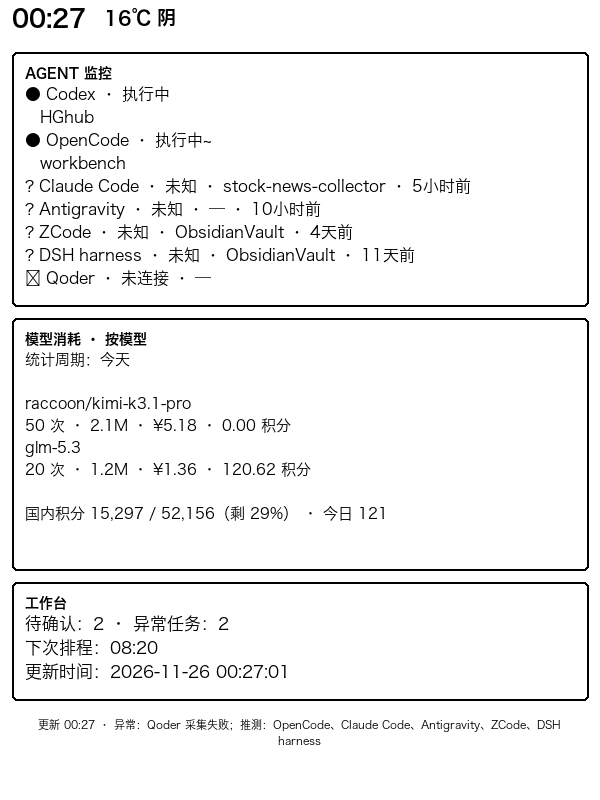 00:27 16℃ 阴
AGENT 监控
● Codex · 执行中
HGhub
● OpenCode · 执行中~
workbench
? Claude Code · 未知 · stock-news-collector · 5小时前
? Antigravity · 未知 · — · 10小时前
? ZCode · 未知 · ObsidianVault · 4天前
? DSH harness · 未知 · ObsidianVault · 11天前
☒ Qoder · 未连接 · —
模型消耗 · 按模型
统计周期：今天
raccoon/kimi-k3.1-pro
50 次 · 2.1M · ¥5.18 · 0.00 积分
glm-5.3
20 次 · 1.2M · ¥1.36 · 120.62 积分
国内积分 15,297 / 52,156（剩 29%） · 今日 121
工作台
待确认：2 · 异常任务：2
下次排程：08:20
更新时间：2026-11-26 00:27:01
更新 00:27 · 异常：Qoder 采集失败；推测：OpenCode、Claude Code、Antigravity、ZCode、DSH
harness